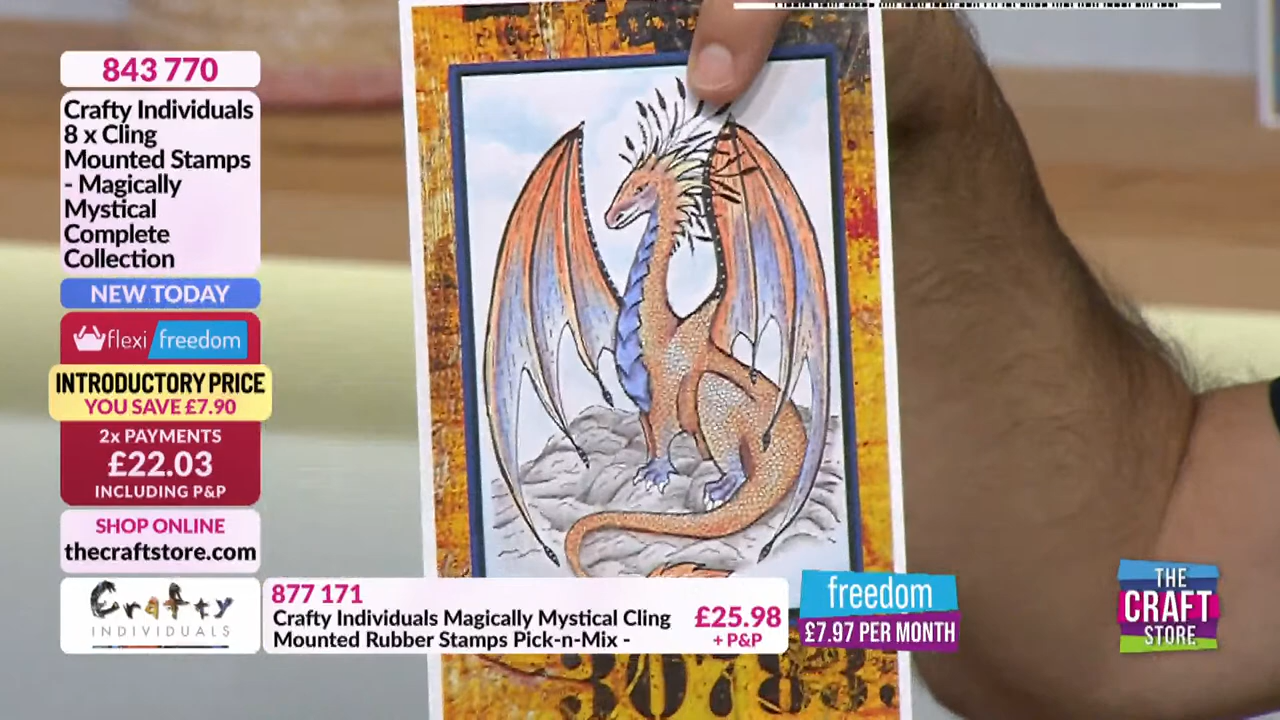 843 770
Crafty Individuals
8 x Cling
Mounted Stamps
- Magically
Mystical
Complete
Collection
NEW TODAY
flexi freedom
INTRODUCTORY PRICE
YOU SAVE £7.90
2x PAYMENTS
£22.03
INCLUDING P&P
SHOP ONLINE
thecraftstore.com
Crafty
INDIVIDUALS
877 171
Crafty Individuals Magically Mystical Cling
Mounted Rubber Stamps Pick-n-Mix -
£25.98
+ P&P
freedom
£7.97 PER MONTH
THE
CRAFT
STORE
30783